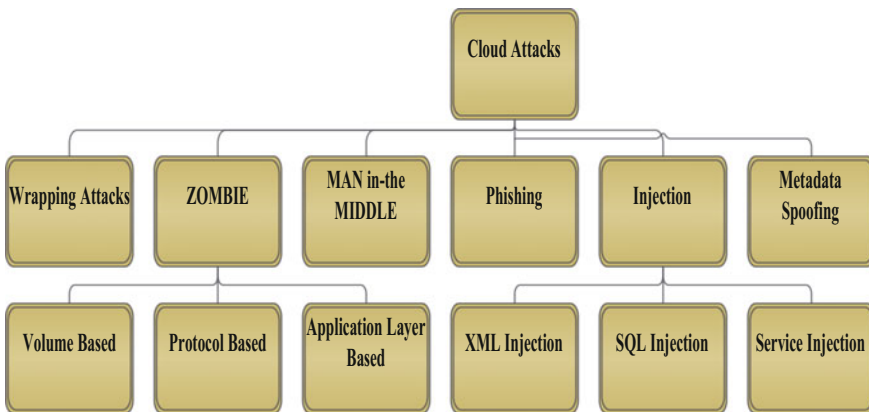 Cloud Attacks
Wrapping Attacks
ZOMBIE
MAN in-the
MIDDLE
Phishing
Injection
Metadata
Spoofing
Volume Based
Protocol Based
Application Layer
Based
XML Injection
SQL Injection
Service Injection